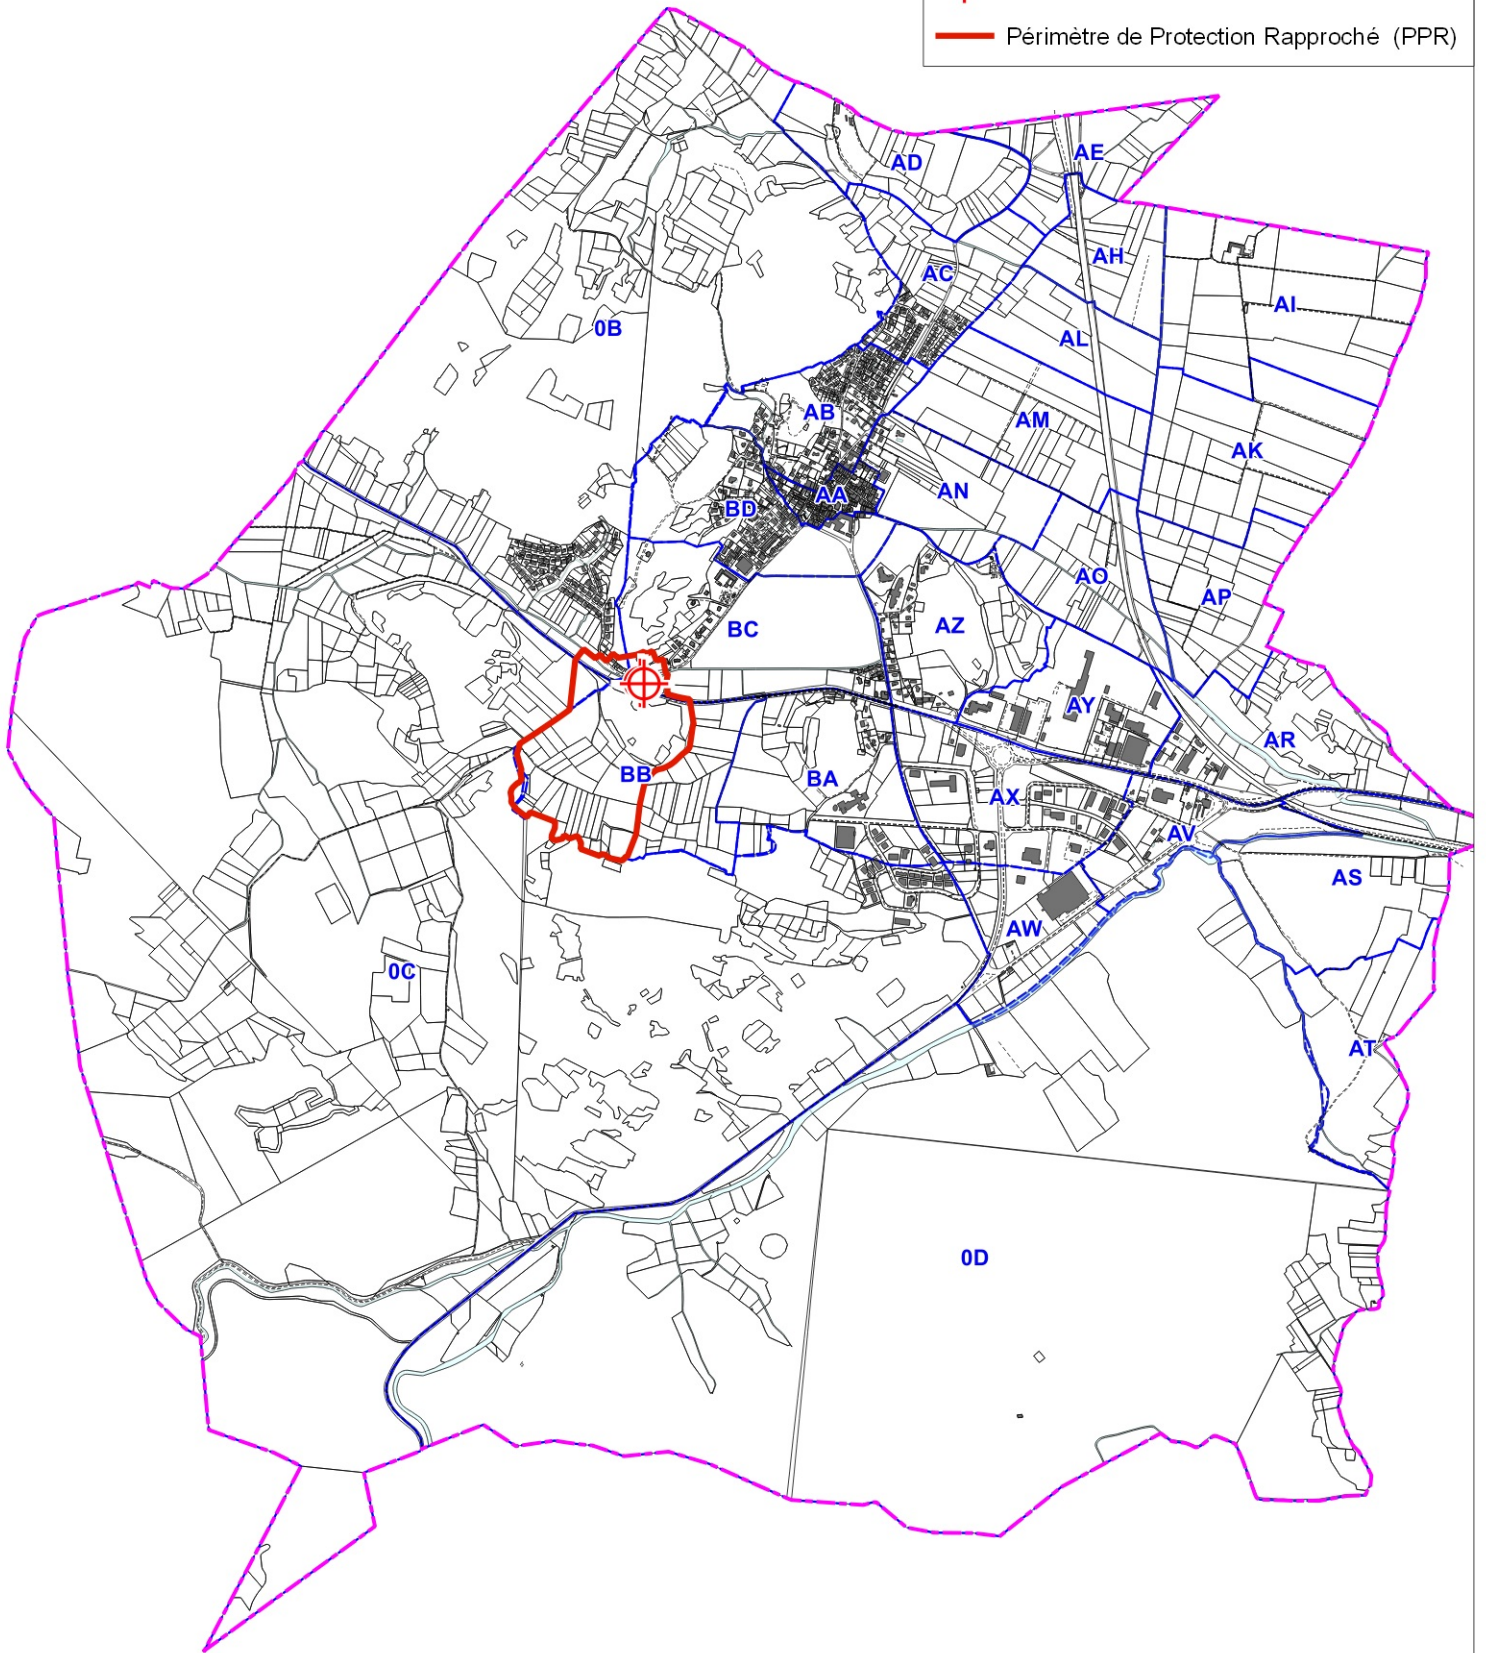 Périmètre de Protection Rapproché (PPR)
AE
AD
AH
AC
AI
0B
AL
AB
AM
AK
AN
AA
BD
AO
AP
AZ
BC
AY
AR
BB
BA
AX
AV
AS
AW
0C
AT
0D